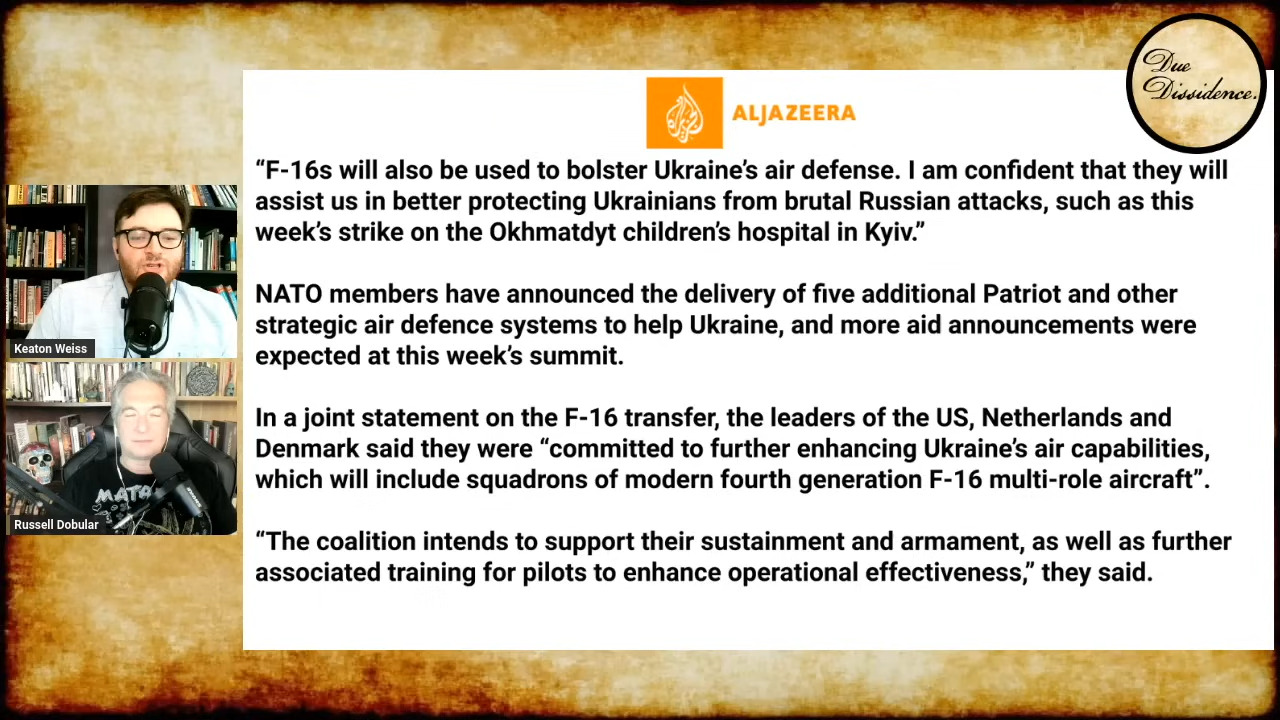 Due
Dissidence.
ALJAZEERA
“F-16s will also be used to bolster Ukraine’s air defense. I am confident that they will
assist us in better protecting Ukrainians from brutal Russian attacks, such as this
week’s strike on the Okhmatdyt children’s hospital in Kyiv.”
NATO members have announced the delivery of five additional Patriot and other
strategic air defence systems to help Ukraine, and more aid announcements were
expected at this week’s summit.
In a joint statement on the F-16 transfer, the leaders of the US, Netherlands and
Denmark said they were “committed to further enhancing Ukraine’s air capabilities,
which will include squadrons of modern fourth generation F-16 multi-role aircraft”.
“The coalition intends to support their sustainment and armament, as well as further
associated training for pilots to enhance operational effectiveness,” they said.
Keaton Weiss
Russell Dobular